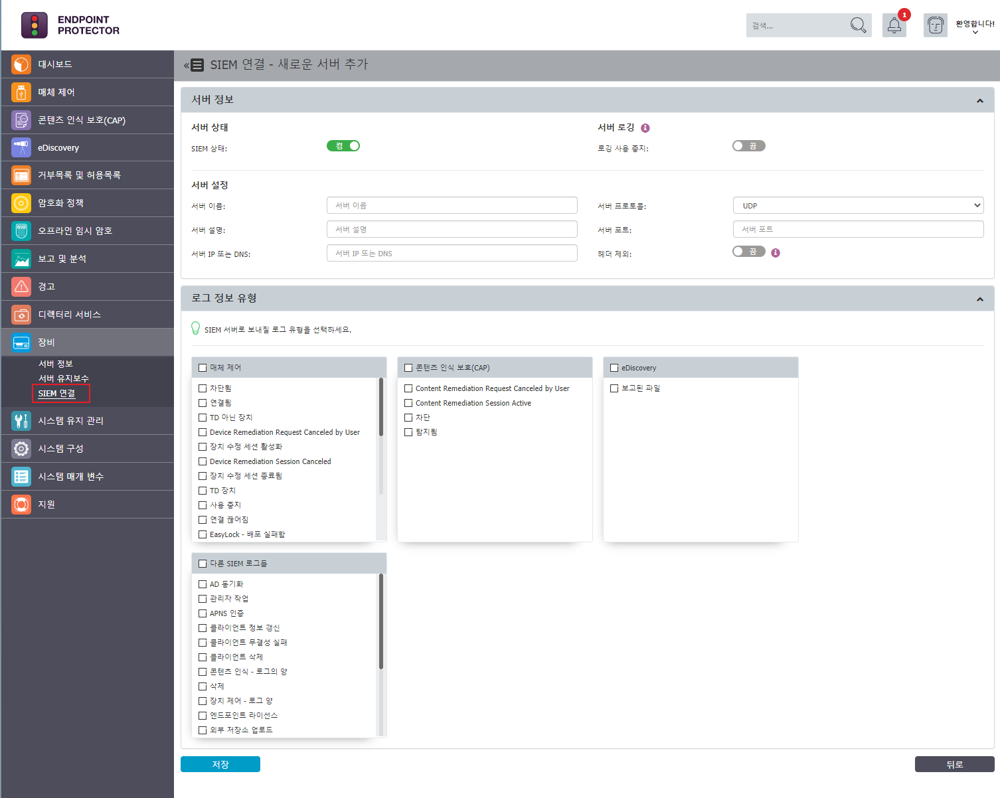 ENDPOINT
PROTECTOR
검색...
1
환영합니다!
대시보드
매체 제어
콘텐츠 인식 보호(CAP)
eDiscovery
거부목록 및 허용목록
암호화 정책
오프라인 임시 암호
보고 및 분석
경고
디렉터리 서비스
장비
서버 정보
서버 유지보수
SIEM 연결
시스템 유지 관리
시스템 구성
시스템 매개 변수
지원
SIEM 연결 - 새로운 서버 추가
서버 정보
서버 상태
서버 로깅
SIEM 상태:
켬
로깅 사용 중지:
끔
서버 설정
서버 이름:
서버 이름
서버 프로토콜:
UDP
서버 설명:
서버 설명
서버 포트:
서버 포트
서버 IP 또는 DNS:
서버 IP 또는 DNS
헤더 제외:
끔
로그 정보 유형
SIEM 서버로 보내질 로그 유형을 선택하세요.
매체 제어
차단됨
연결됨
TD 아닌 장치
Device Remediation Request Canceled by User
장치 수정 세션 활성화
Device Remediation Session Canceled
장치 수정 세션 종료됨
TD 장치
사용 중지
연결 끊어짐
EasyLock - 배포 실패함
콘텐츠 인식 보호(CAP)
Content Remediation Request Canceled by User
Content Remediation Session Active
차단
탐지됨
eDiscovery
보고된 파일
다른 SIEM 로그들
AD 동기화
관리자 작업
APNS 인증
클라이언트 정보 갱신
클라이언트 무결성 실패
클라이언트 삭제
콘텐츠 인식 - 로그의 양
삭제
장치 제어 - 로그 양
엔드포인트 라이선스
외부 저장소 업로드
저장
뒤로